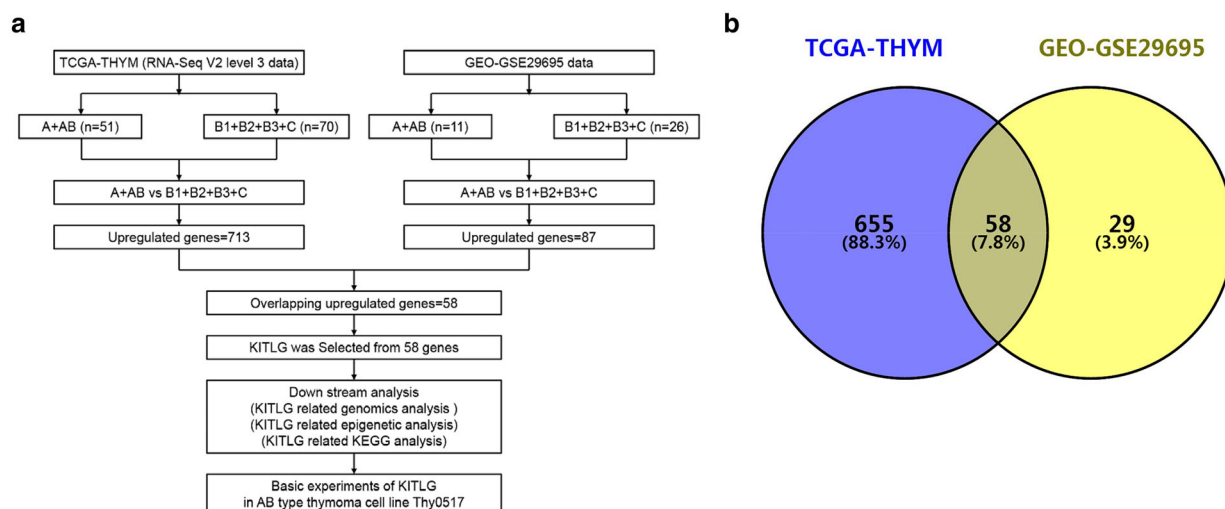 a
TCGA-THYM (RNA-Seq V2 level 3 data)
GEO-GSE29695 data
A+AB (n=51)
B1+B2+B3+C (n=70)
A+AB (n=11)
B1+B2+B3+C (n=26)
A+AB vs B1+B2+B3+C
A+AB vs B1+B2+B3+C
Upregulated genes=713
Upregulated genes=87
Overlapping upregulated genes=58
KITLG was Selected from 58 genes
Down stream analysis
(KITLG related genomics analysis )
(KITLG related epigenetic analysis)
(KITLG related KEGG analysis)
Basic experiments of KITLG
in AB type thymoma cell line Thy0517
b
TCGA-THYM
GEO-GSE29695
655
(88.3%)
58
(7.8%)
29
(3.9%)